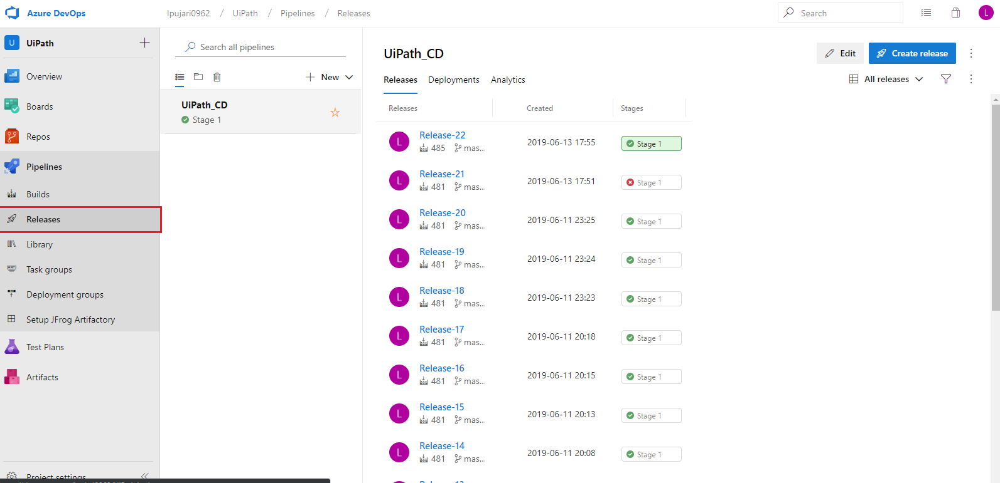 Azure DevOps
lpujari0962 / UiPath / Pipelines / Releases
Search
L
U UiPath
Overview
Boards
Repos
Pipelines
Builds
Releases
Library
Task groups
Deployment groups
Setup JFrog Artifactory
Test Plans
Artifacts
Project settings
Search all pipelines
New
UiPath_CD
Stage 1
UiPath_CD
Edit
Create release
Releases Deployments Analytics
All releases
Releases Created Stages
L Release-22
485 mas... 2019-06-13 17:55 Stage 1
L Release-21
481 mas... 2019-06-13 17:51 Stage 1
L Release-20
481 mas... 2019-06-11 23:25 Stage 1
L Release-19
481 mas... 2019-06-11 23:24 Stage 1
L Release-18
481 mas... 2019-06-11 23:23 Stage 1
L Release-17
481 mas... 2019-06-11 20:18 Stage 1
L Release-16
481 mas... 2019-06-11 20:15 Stage 1
L Release-15
481 mas... 2019-06-11 20:13 Stage 1
L Release-14
481 mas... 2019-06-11 20:08 Stage 1